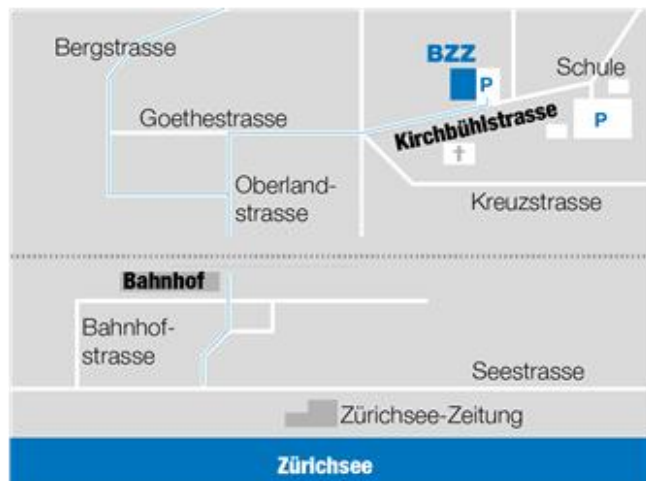 Bergstrasse
BZZ
P
Schule
Goethestrasse
Kirchbühlstrasse
P
Oberland-
strasse
Kreuzstrasse
Bahnhof
Bahnhof-
strasse
Seestrasse
Zürichsee-Zeitung
Zürichsee